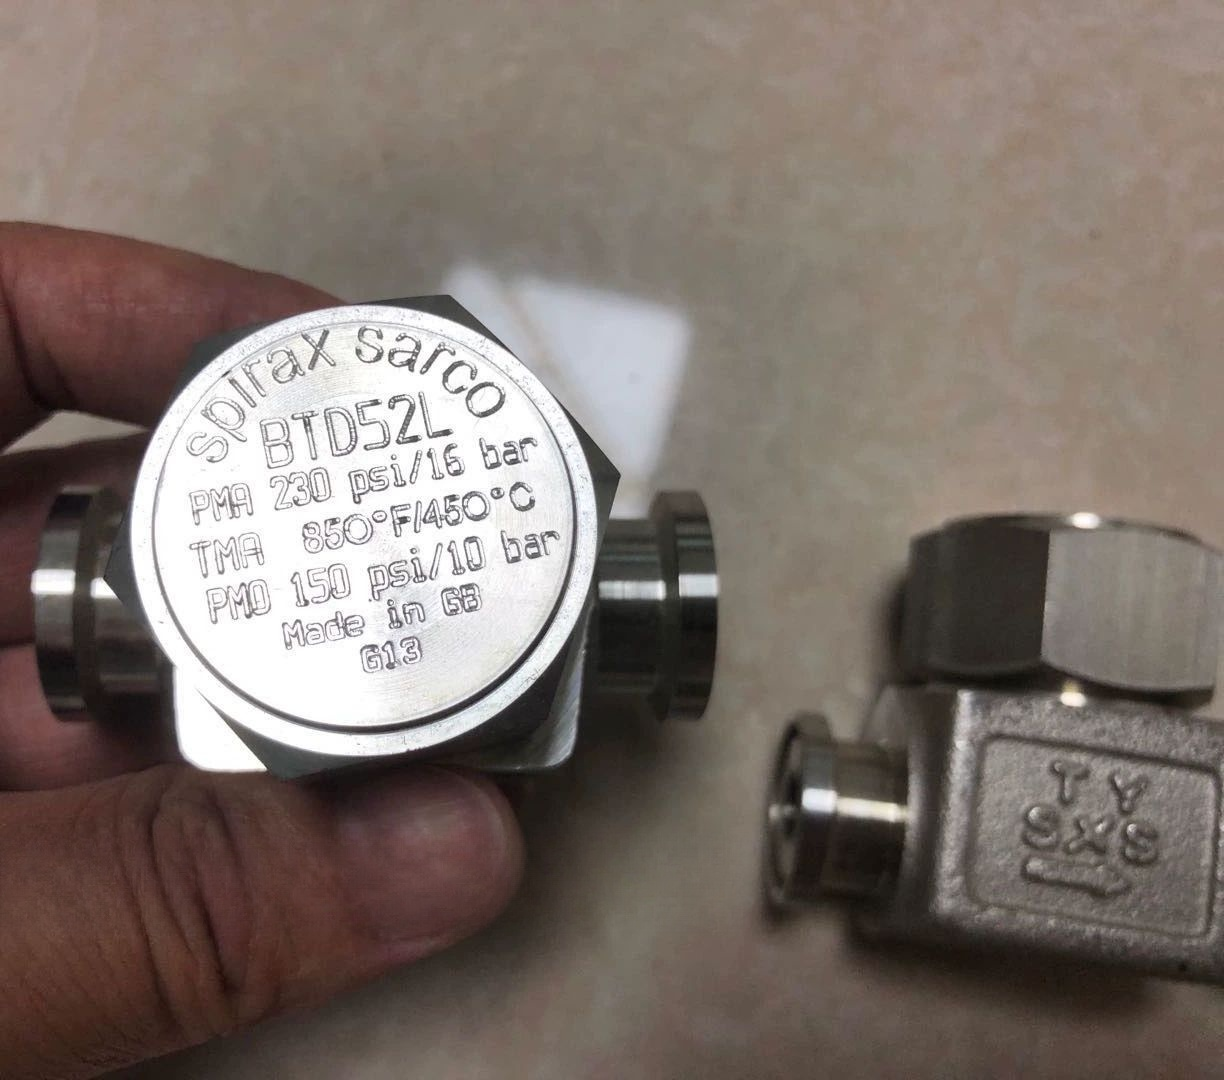 spirax sarco
BTD52L
PMA 230 psi/16 bar
TMA 850°F/450°C
PMO 150 psi/10 bar
Made in GB
G13
T Y
SXS